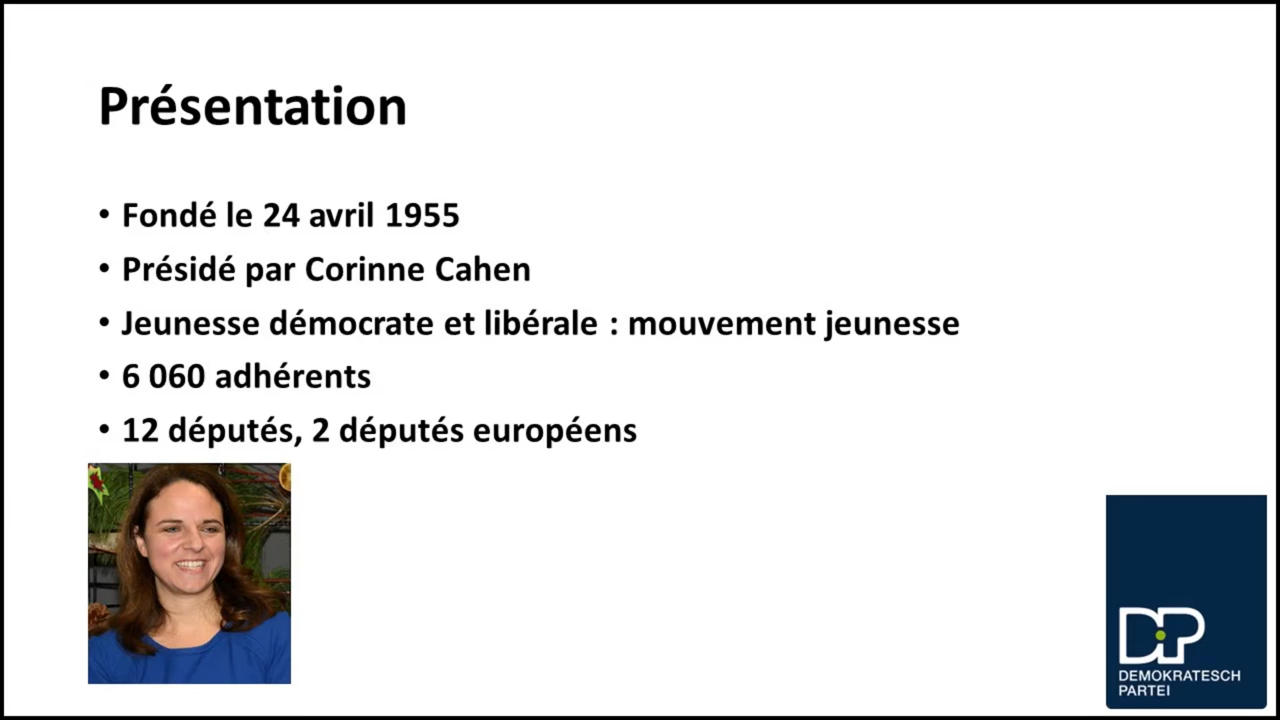 Présentation
• Fondé le 24 avril 1955
• Présidé par Corinne Cahen
• Jeunesse démocrate et libérale : mouvement jeunesse
• 6 060 adhérents
• 12 députés, 2 députés européens
DP
DEMOKRATESCH
PARTEI